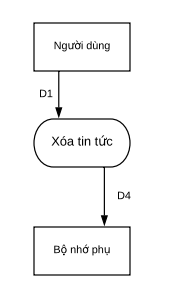 Người dùng
D1
Xóa tin tức
D4
Bộ nhớ phụ